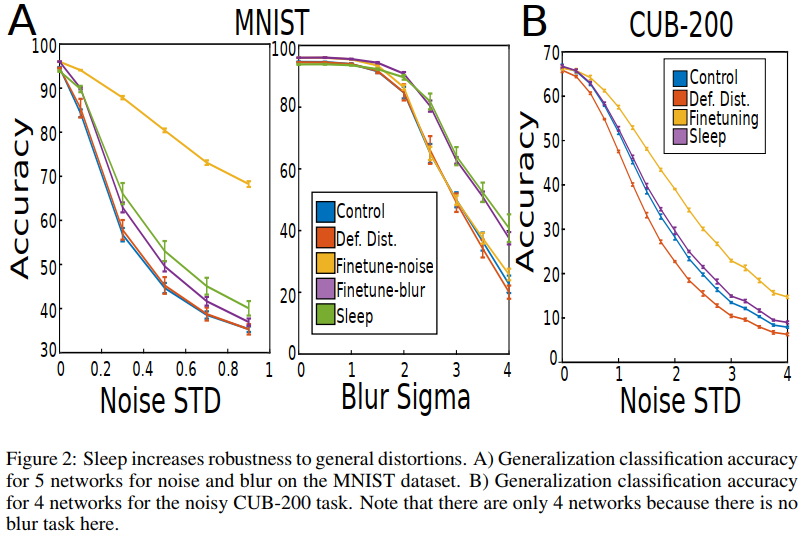 A
MNIST
B
CUB-200
Accuracy
100
90
80
70
60
50
40
30
0
0.2
0.4
0.6
0.8
1
Noise STD
100
80
60
40
20
0
0
1
2
3
4
Blur Sigma
Control
Def. Dist.
Finetune-noise
Finetune-blur
Sleep
Accuracy
70
60
50
40
30
20
10
0
0
1
2
3
4
Noise STD
Control
Def. Dist.
Finetuning
Sleep
Figure 2: Sleep increases robustness to general distortions. A) Generalization classification accuracy
for 5 networks for noise and blur on the MNIST dataset. B) Generalization classification accuracy
for 4 networks for the noisy CUB-200 task. Note that there are only 4 networks because there is no
blur task here.